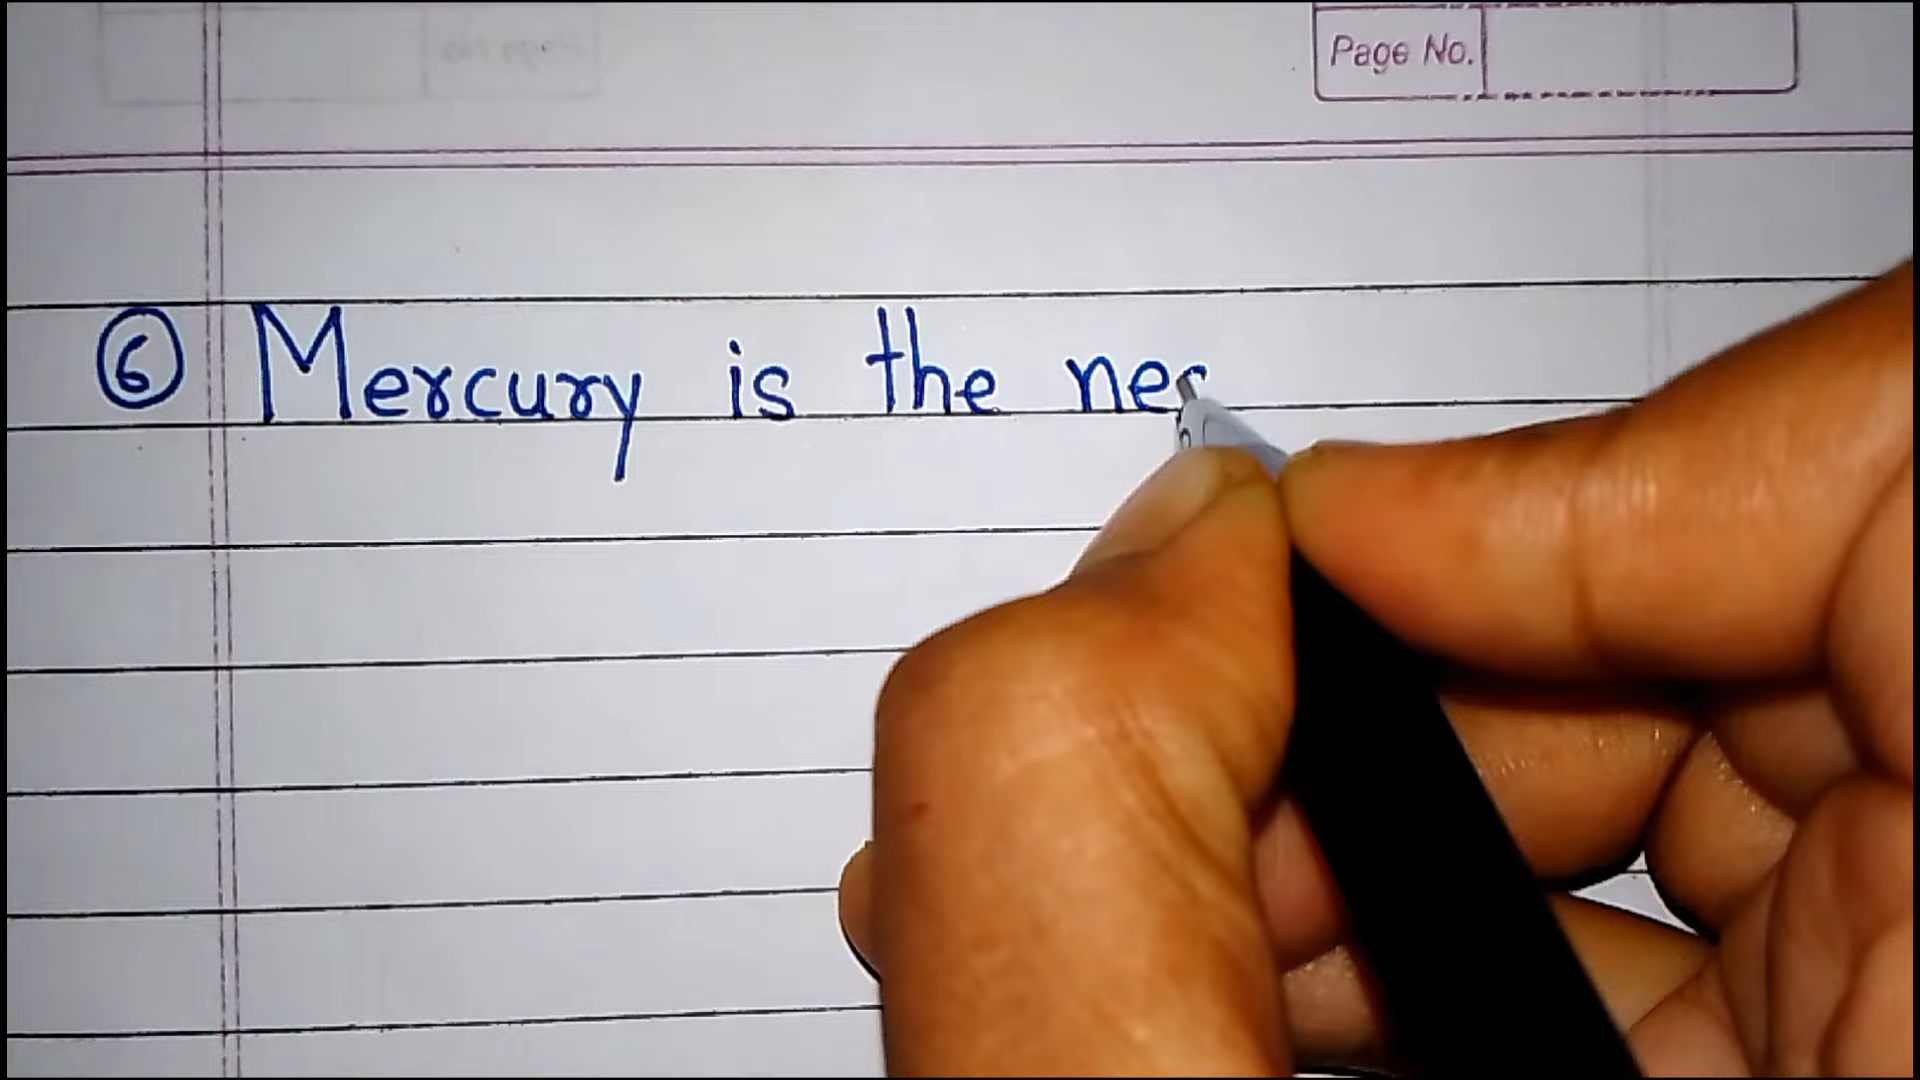 Page No.
⑥ Mercury is the ne